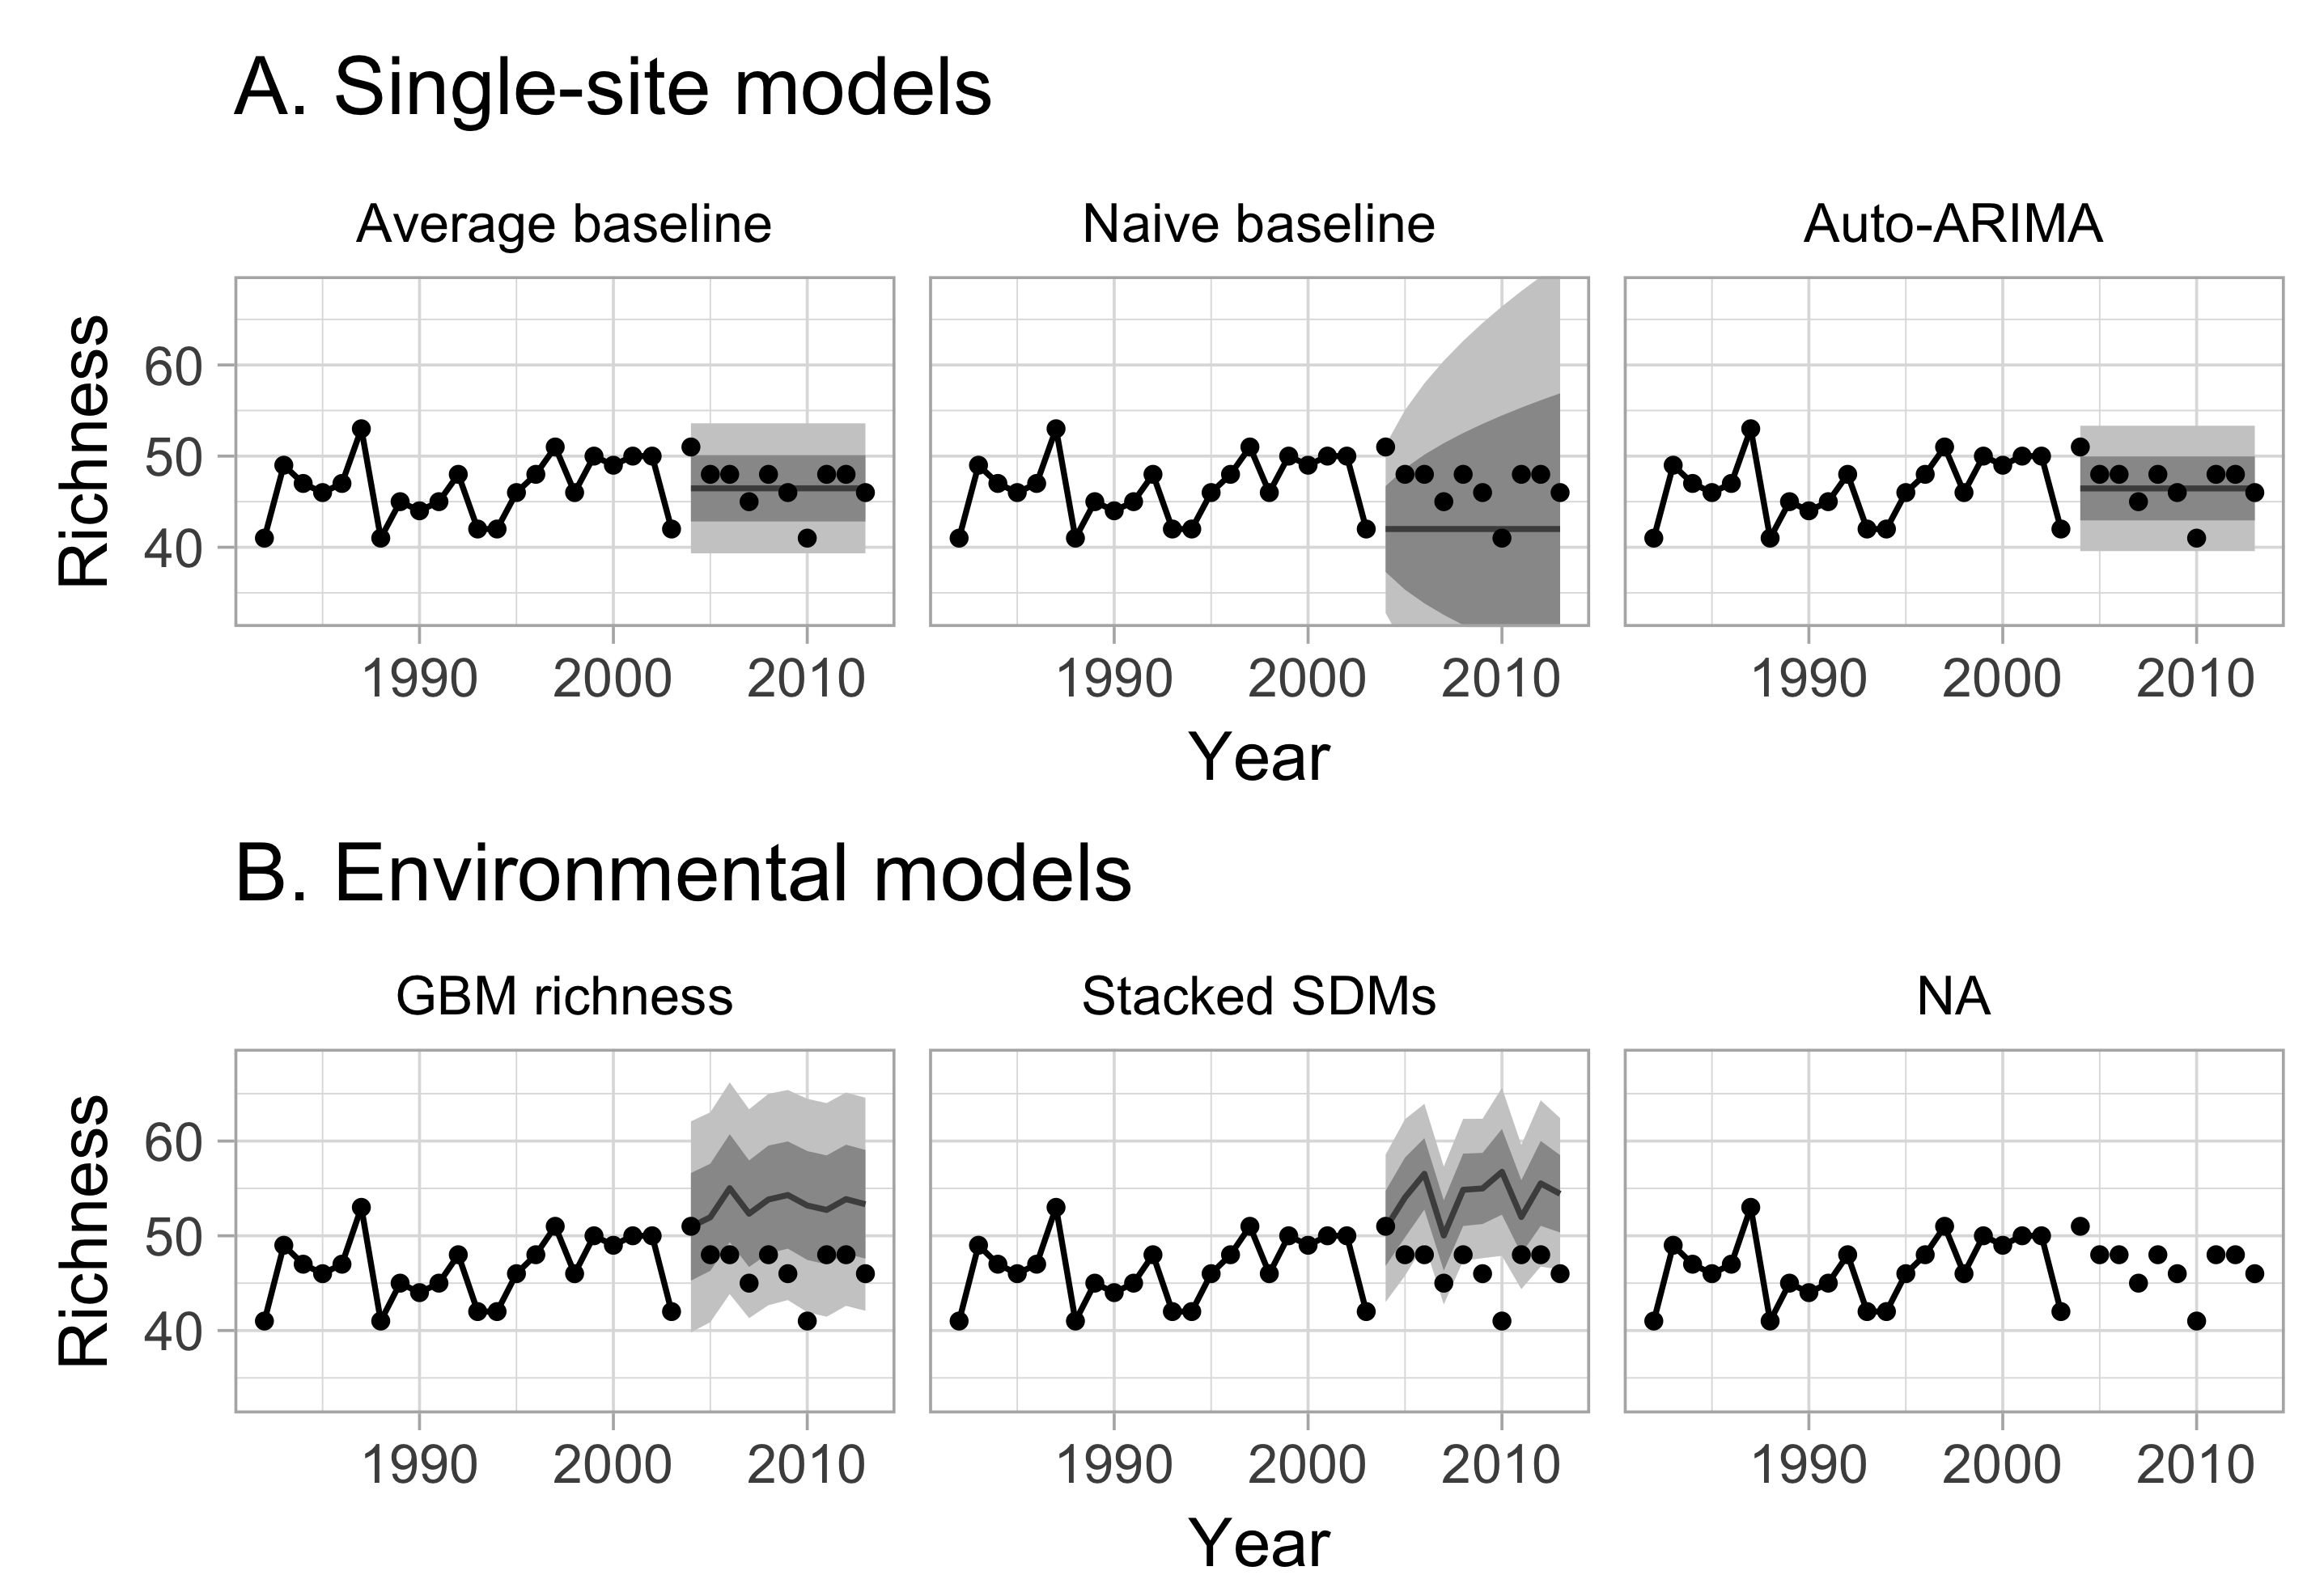 A. Single-site models
Average baseline Naive baseline Auto-ARIMA
Richness
60
50
40
1990 2000 2010 1990 2000 2010 1990 2000 2010
Year
B. Environmental models
GBM richness Stacked SDMs NA
Richness
60
50
40
1990 2000 2010 1990 2000 2010 1990 2000 2010
Year